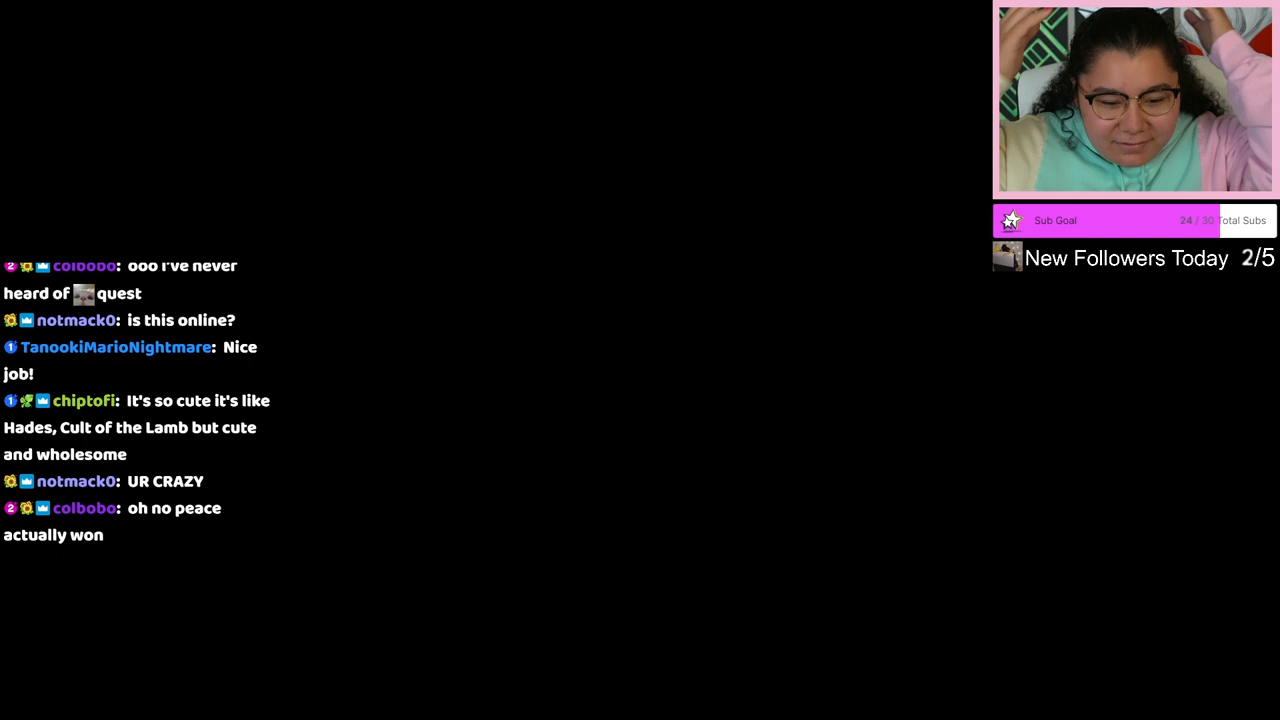 colbobo: ooo I've never
heard of quest
notmack0: is this online?
TanookiMarioNightmare: Nice
job!
chiptofi: It's so cute it's like
Hades, Cult of the Lamb but cute
and wholesome
notmack0: UR CRAZY
colbobo: oh no peace
actually won
Sub Goal 24 / 30 Total Subs
New Followers Today 2/5